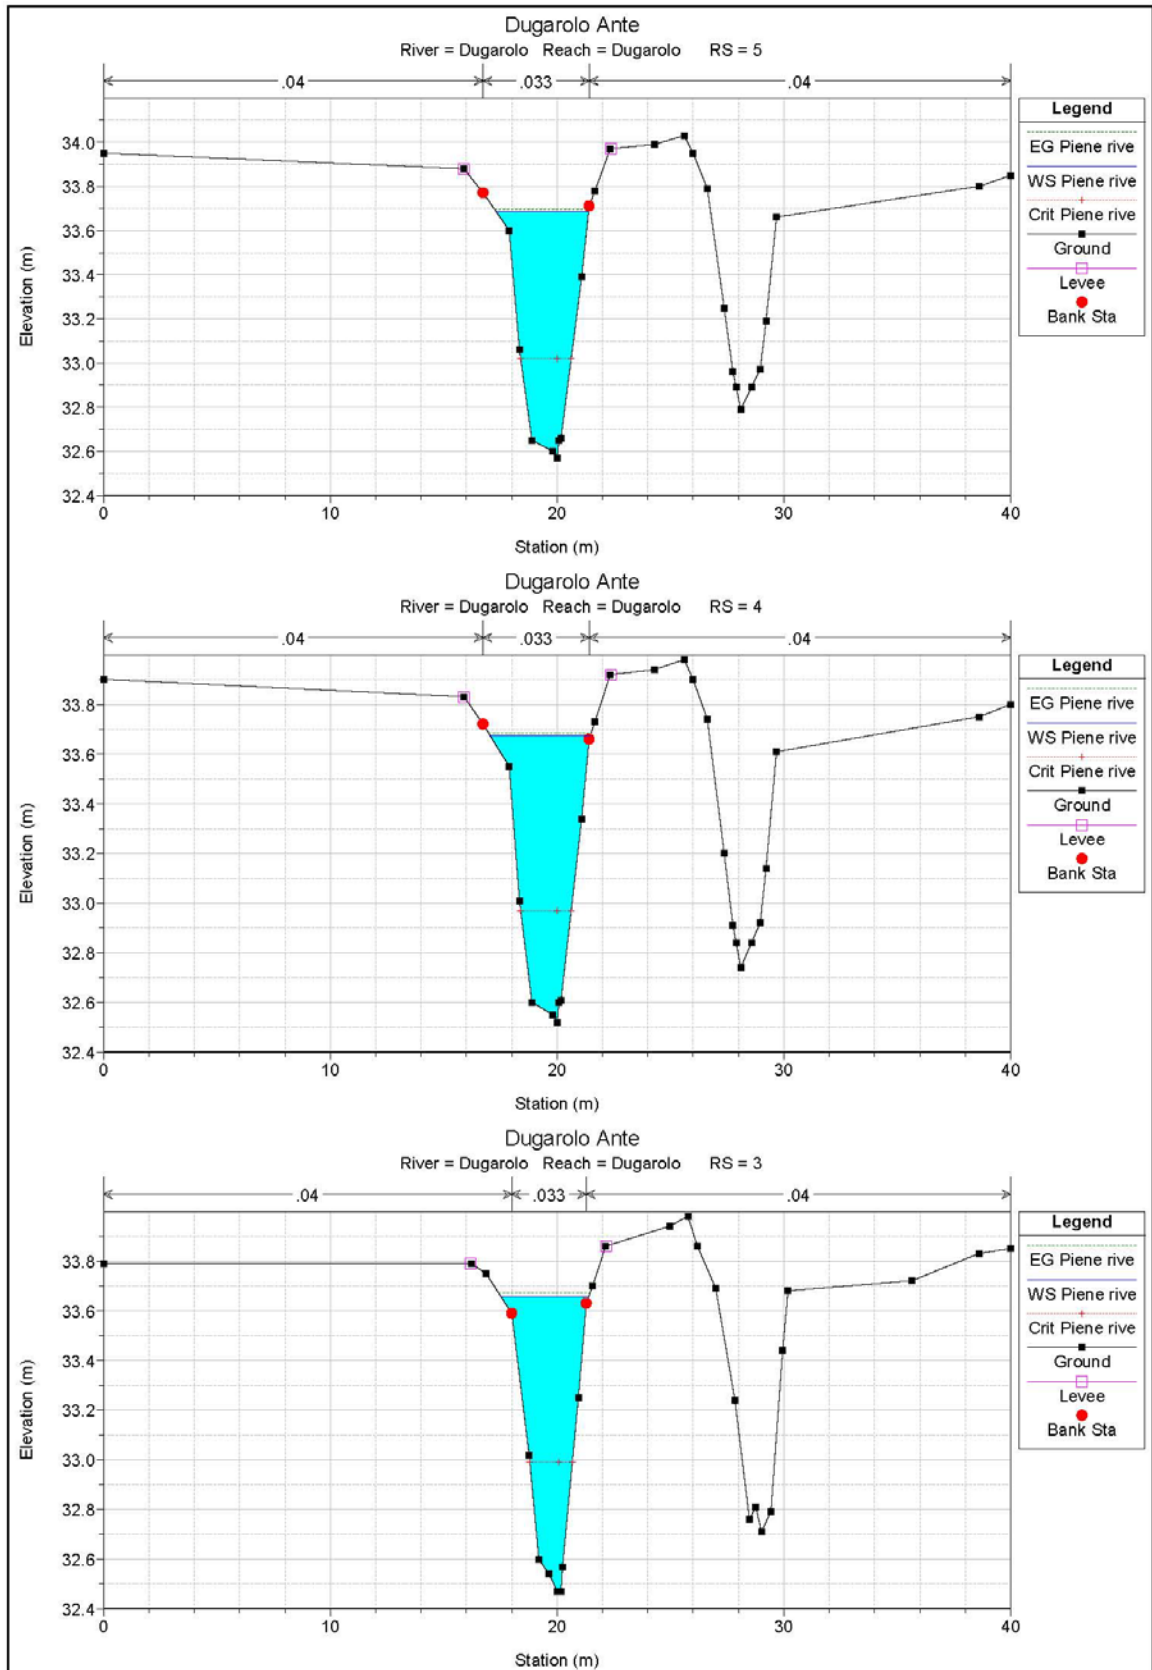 Dugarolo Ante
River = Dugarolo Reach = Dugarolo RS = 5
.04 .033 .04
Legend
EG Piene rive
WS Piene rive
Crit Piene rive
Ground
Levee
Bank Sta
34.0
33.8
33.6
33.4
33.2
33.0
32.8
32.6
32.4
Elevation (m)
0 10 20 30 40
Station (m)
Dugarolo Ante
River = Dugarolo Reach = Dugarolo RS = 4
.04 .033 .04
Legend
EG Piene rive
WS Piene rive
Crit Piene rive
Ground
Levee
Bank Sta
33.8
33.6
33.4
33.2
33.0
32.8
32.6
32.4
Elevation (m)
0 10 20 30 40
Station (m)
Dugarolo Ante
River = Dugarolo Reach = Dugarolo RS = 3
.04 .033 .04
Legend
EG Piene rive
WS Piene rive
Crit Piene rive
Ground
Levee
Bank Sta
33.8
33.6
33.4
33.2
33.0
32.8
32.6
32.4
Elevation (m)
0 10 20 30 40
Station (m)